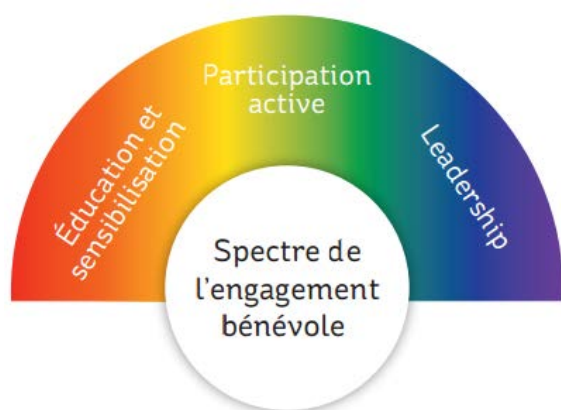 Éducation et
sensibilisation
Participation
active
Leadership
Spectre de
l'engagement
bénévole